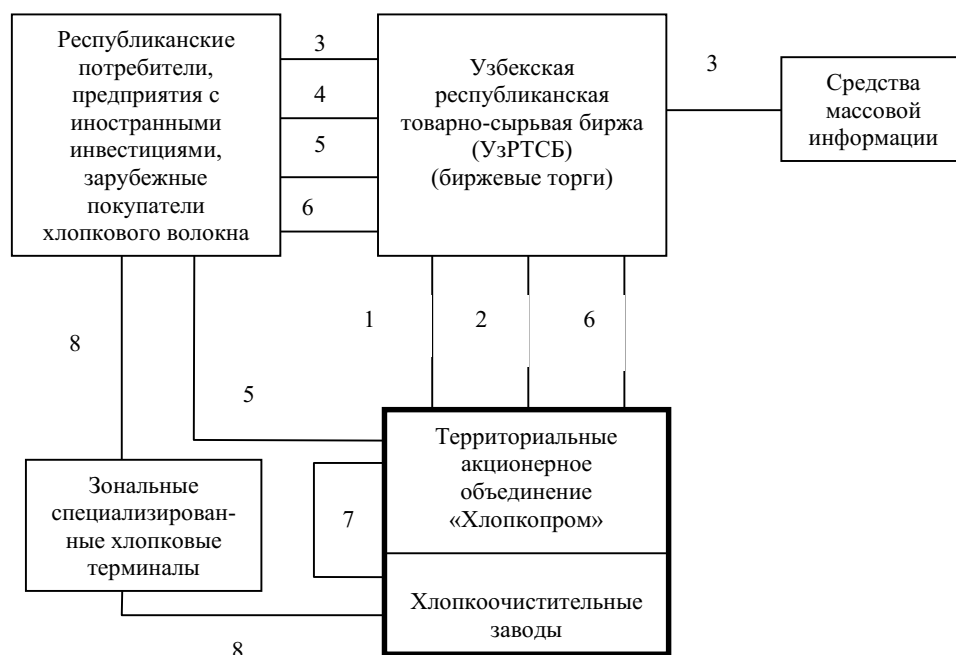 Республиканские
потребители,
предприятия с
иностранными
инвестициями,
зарубежные
покупатели
хлопкового волокна
3
4
5
6
Узбекская
республиканская
товарно-сырьвая биржа
(УзРТСБ)
(биржевые торги)
3
Средства
массовой
информации
8
5
1
2
6
Зональные
специализирован-
ные хлопковые
терминалы
7
Территориальные
акционерное
объединение
«Хлопкопром»
Хлопкоочистительные
заводы
8